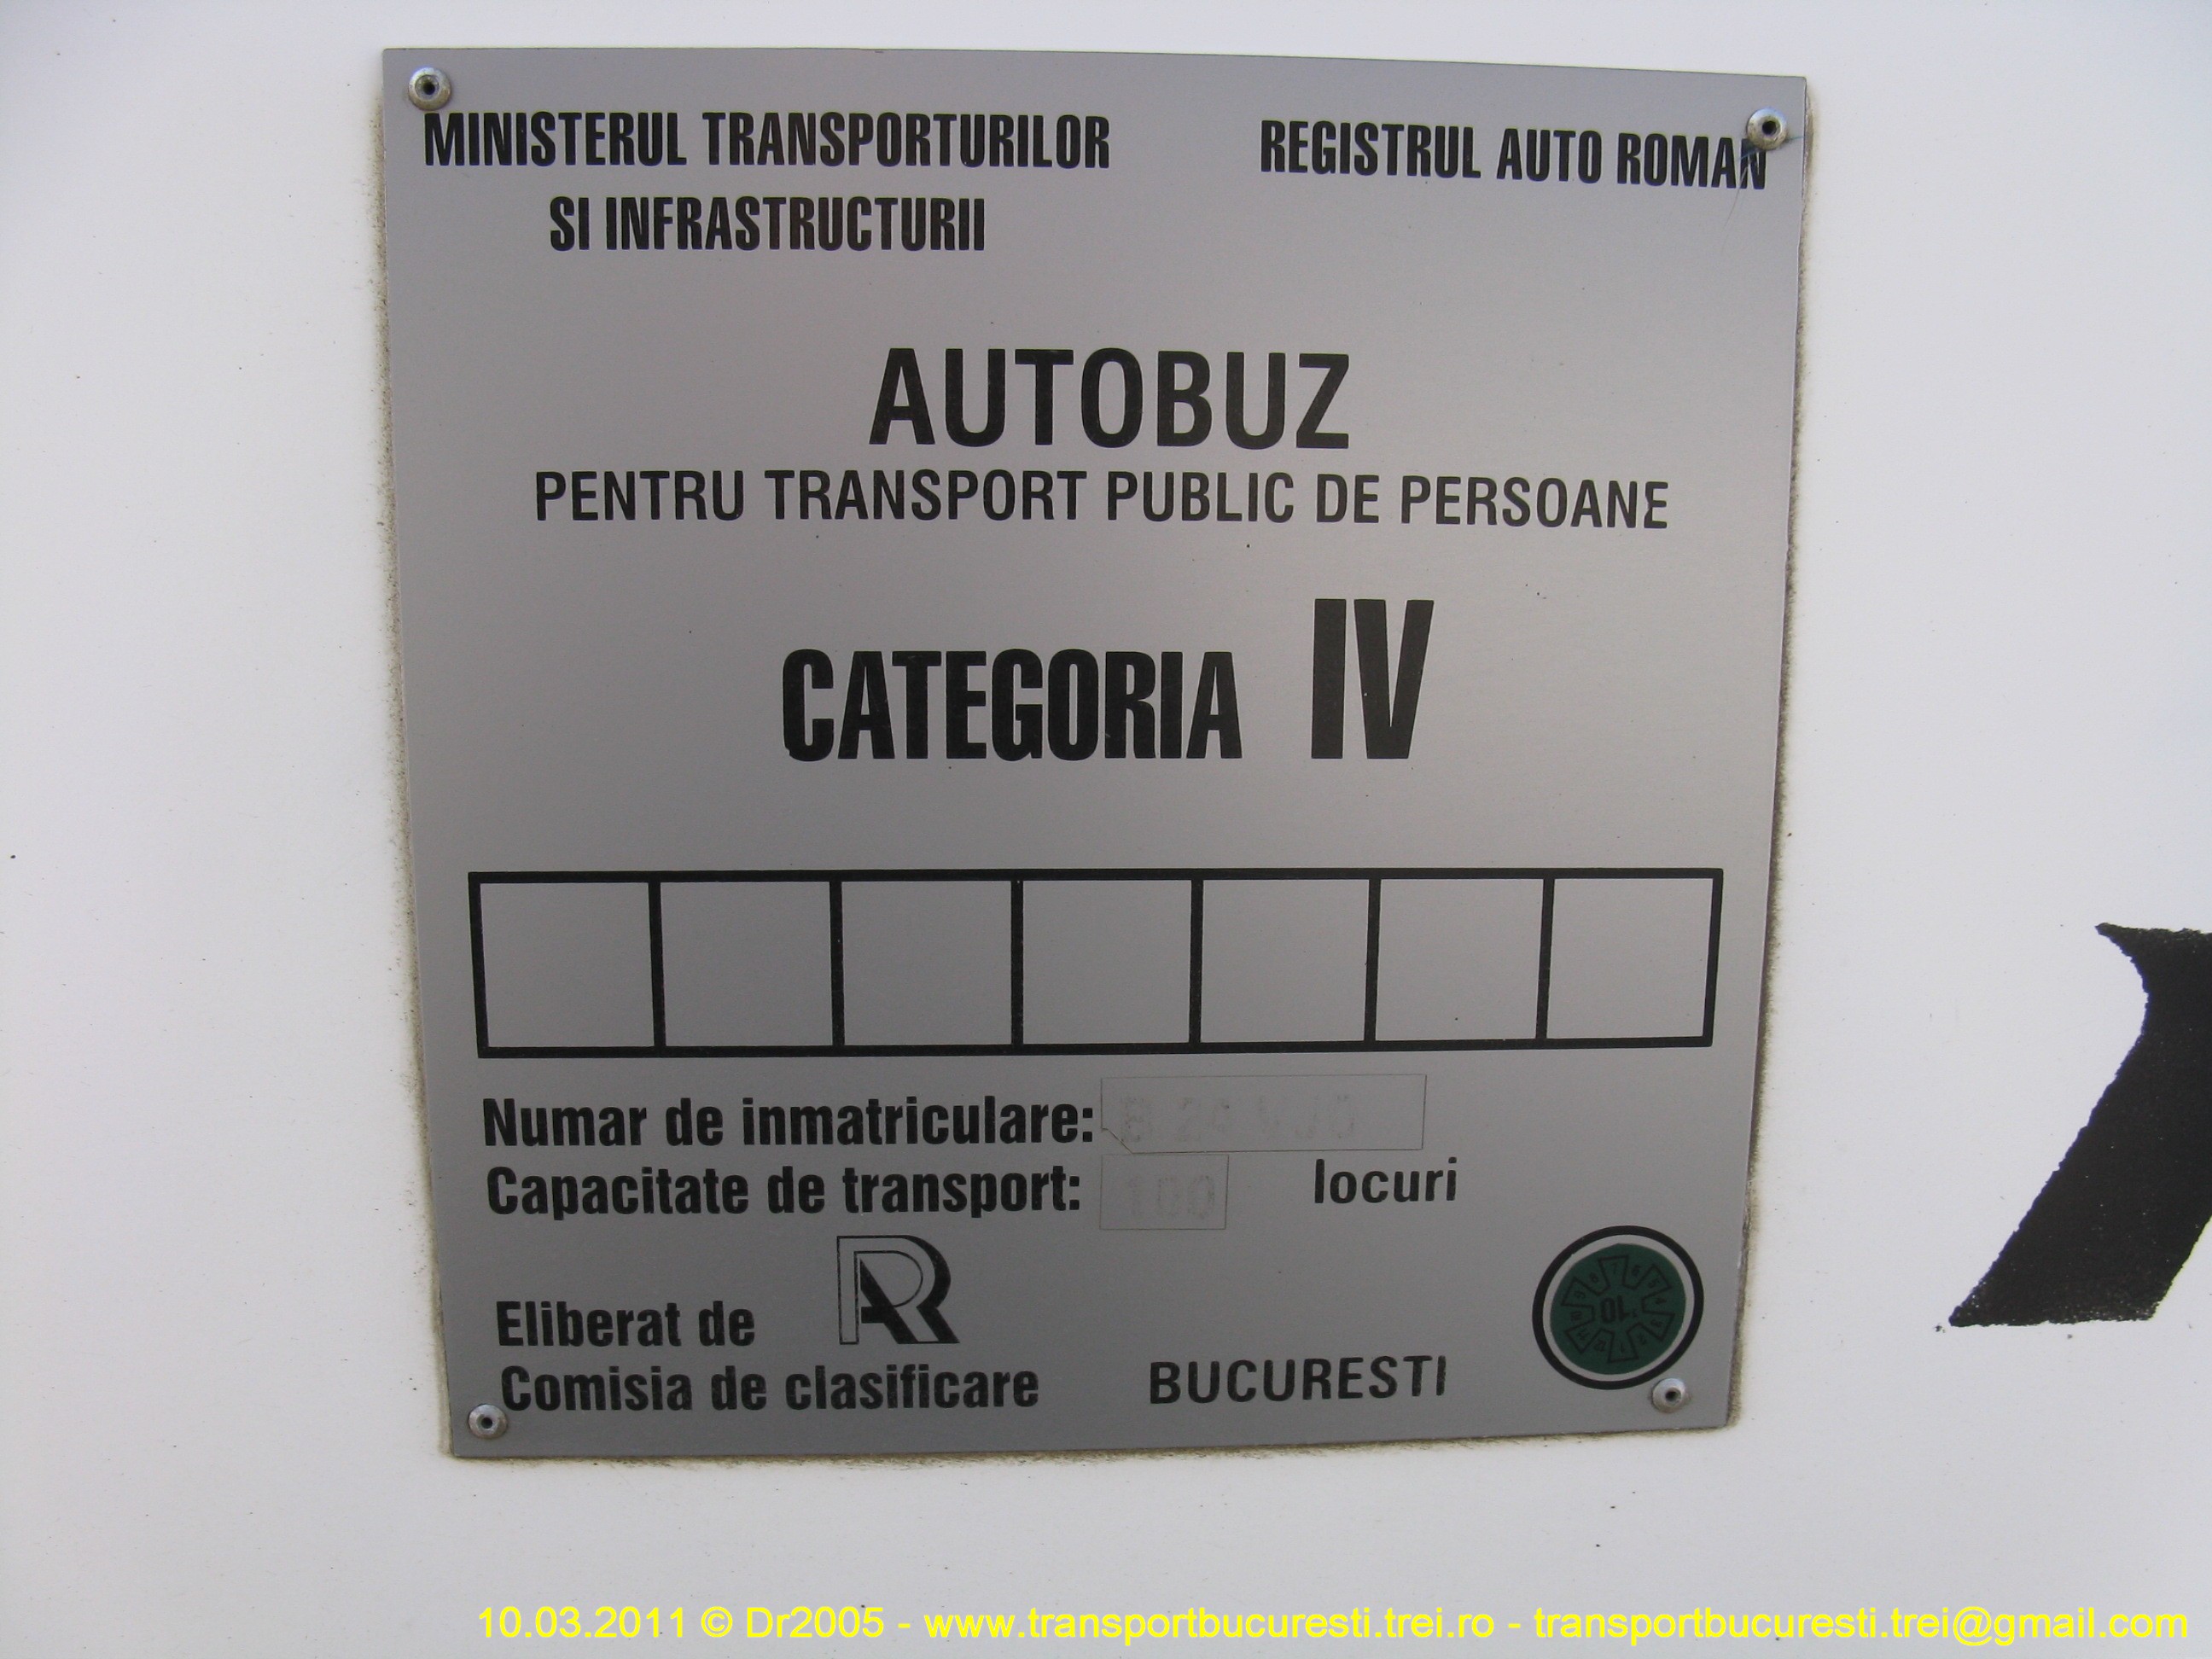 MINISTERUL TRANSPORTURILOR
SI INFRASTRUCTURII
REGISTRUL AUTO ROMAN
AUTOBUZ
PENTRU TRANSPORT PUBLIC DE PERSOANE
CATEGORIA IV
Numar de inmatriculare: B 24
Capacitate de transport: 100 locuri
Eliberat de RAR
Comisia de clasificare BUCURESTI
10.03.2011 © Dr2005 - www.transportbucuresti.trei.ro - transportbucuresti.trei@gmail.com